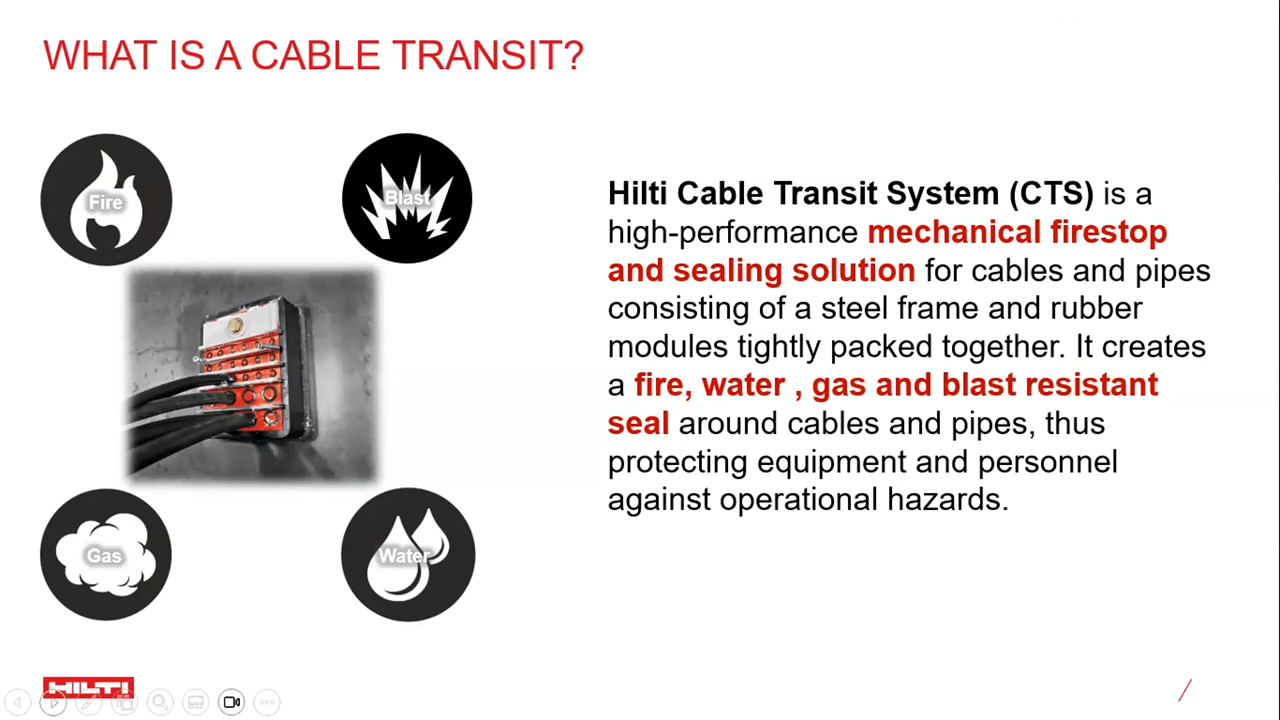 WHAT IS A CABLE TRANSIT?
Fire
Blast
Hilti Cable Transit System (CTS) is a
high-performance mechanical firestop
and sealing solution for cables and pipes
consisting of a steel frame and rubber
modules tightly packed together. It creates
a fire, water , gas and blast resistant
seal around cables and pipes, thus
protecting equipment and personnel
against operational hazards.
Gas
Water
HILTI